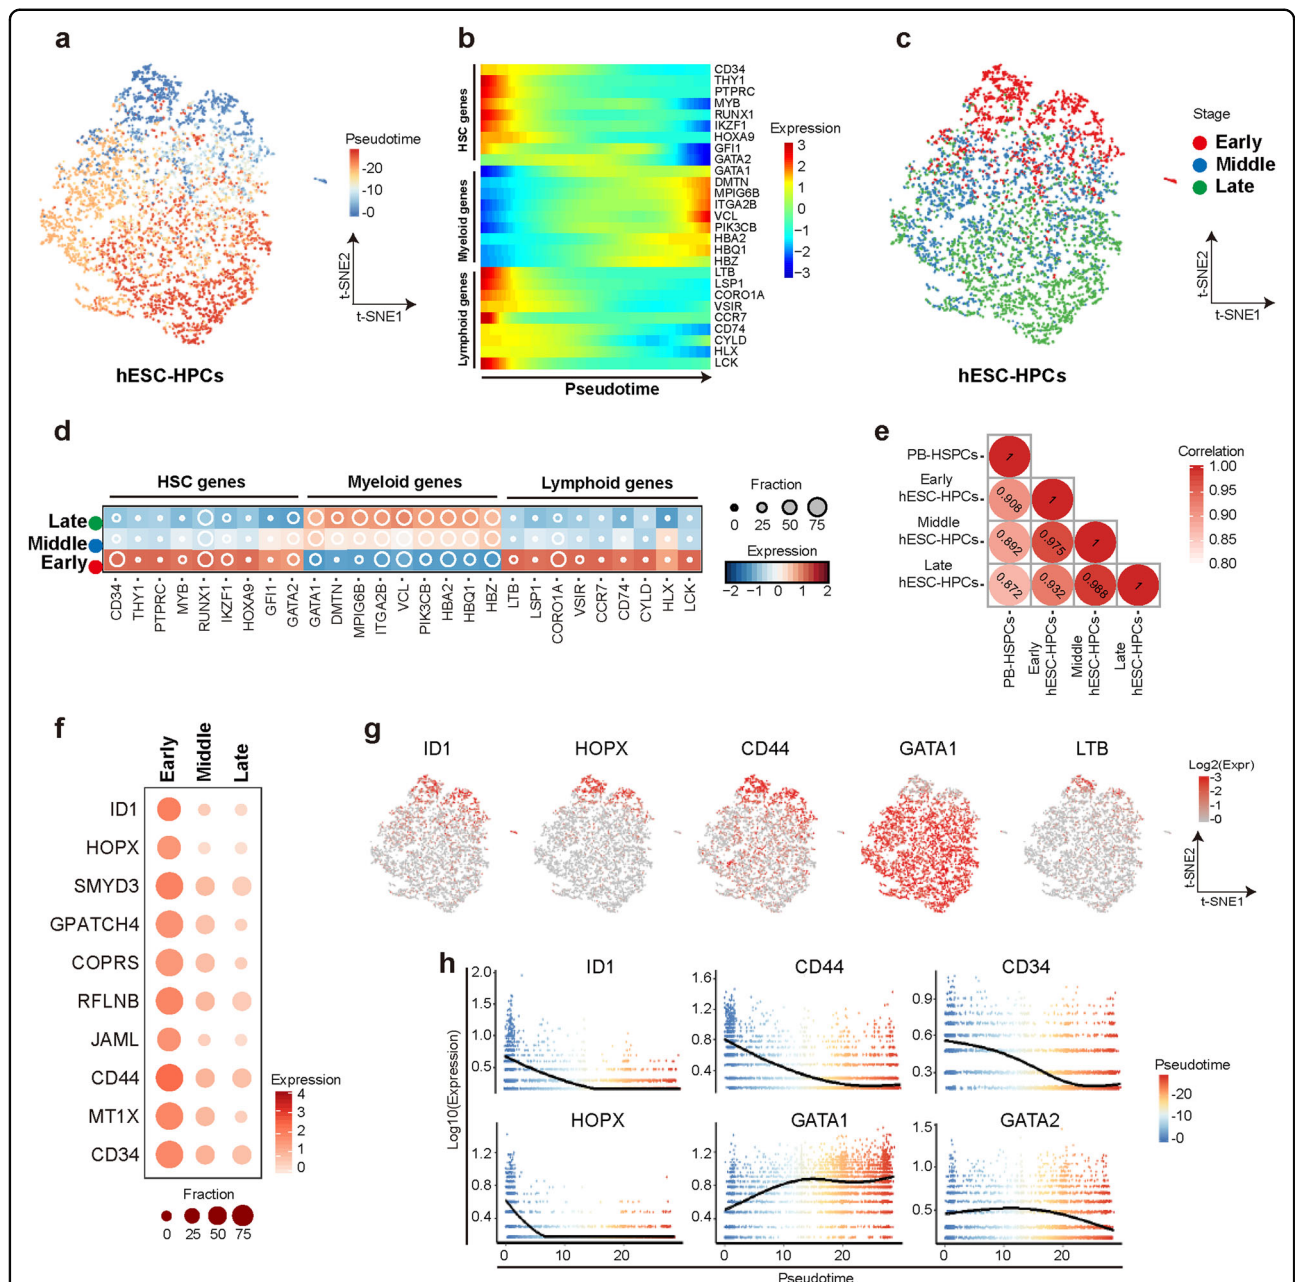 a
Pseudotime
-20
-10
-0
t-SNE2
t-SNE1
hESC-HPCs
b
HSC genes
Myeloid genes
Lymphoid genes
CD34
THY1
PTPRC
MYB
RUNX1
IKZF1
HOXA9
GFI1
GATA2
GATA1
DMTN
MPIG6B
ITGA2B
VCL
PIK3CB
HBA2
HBQ1
HBZ
LTB
LSP1
CORO1A
VSIR
CCR7
CD74
CYLD
HLX
LCK
Pseudotime
Expression
3
2
1
0
−1
−2
−3
c
Stage
Early
Middle
Late
t-SNE2
t-SNE1
hESC-HPCs
d
HSC genes Myeloid genes Lymphoid genes
Late
Middle
Early
CD34 THY1 PTPRC MYB RUNX1 IKZF1 HOXA9 GFI1 GATA2 GATA1 DMTN MPIG6B ITGA2B VCL PIK3CB HBA2 HBQ1 HBZ LTB LSP1 CORO1A VSIR CCR7 CD74 CYLD HLX LCK
Fraction
0 25 50 75
Expression
−2 −1 0 1 2
e
PB-HSPCs
Early
hESC-HPCs
Middle
hESC-HPCs
Late
hESC-HPCs
1
0.908 1
0.892 0.975 1
0.872 0.932 0.988 1
PB-HSPCs
Early
hESC-HPCs
Middle
hESC-HPCs
Late
hESC-HPCs
Correlation
1.00
0.95
0.90
0.85
0.80
f
Early Middle Late
ID1
HOPX
SMYD3
GPATCH4
COPRS
RFLNB
JAML
CD44
MT1X
CD34
Fraction
0 25 50 75
Expression
4
3
2
1
0
g
ID1 HOPX CD44 GATA1 LTB
Log2(Expr)
-3
-2
-1
-0
t-SNE2
t-SNE1
h
Log10(Expression)
ID1
2.0
1.5
1.0
0.5
CD44
1.6
1.2
0.8
0.4
CD34
0.9
0.6
0.3
HOPX
1.2
0.8
0.4
0 10 20
GATA1
1.2
0.8
0.4
0 10 20
GATA2
1.5
1.0
0.5
0 10 20
Pseudotime
Pseudotime
-20
-10
-0